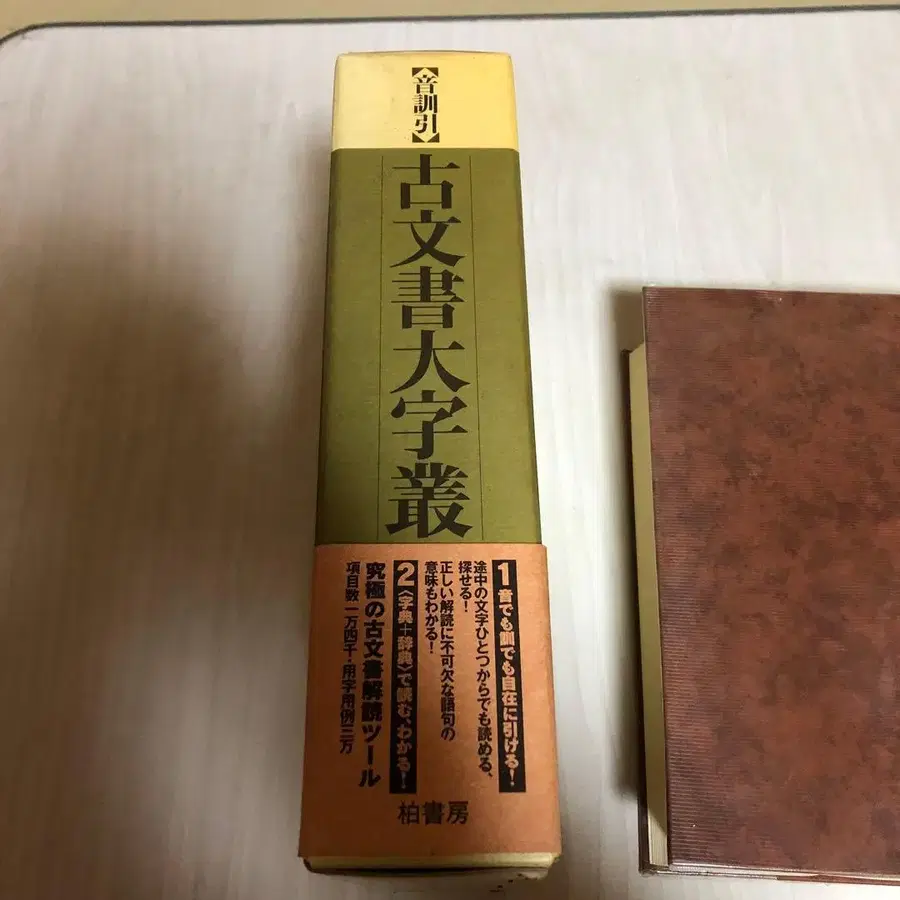 【音訓引】
古文書大字叢
1 音でも訓でも自在に引ける!
途中の文字ひとつからでも読める、
探せる!
正しい解読に不可欠な語句の
意味もわかる!
2 〈字典+辞典〉で読む、わかる!
究極の古文書解読ツール
項目数一万四千・用字用例三万
柏書房